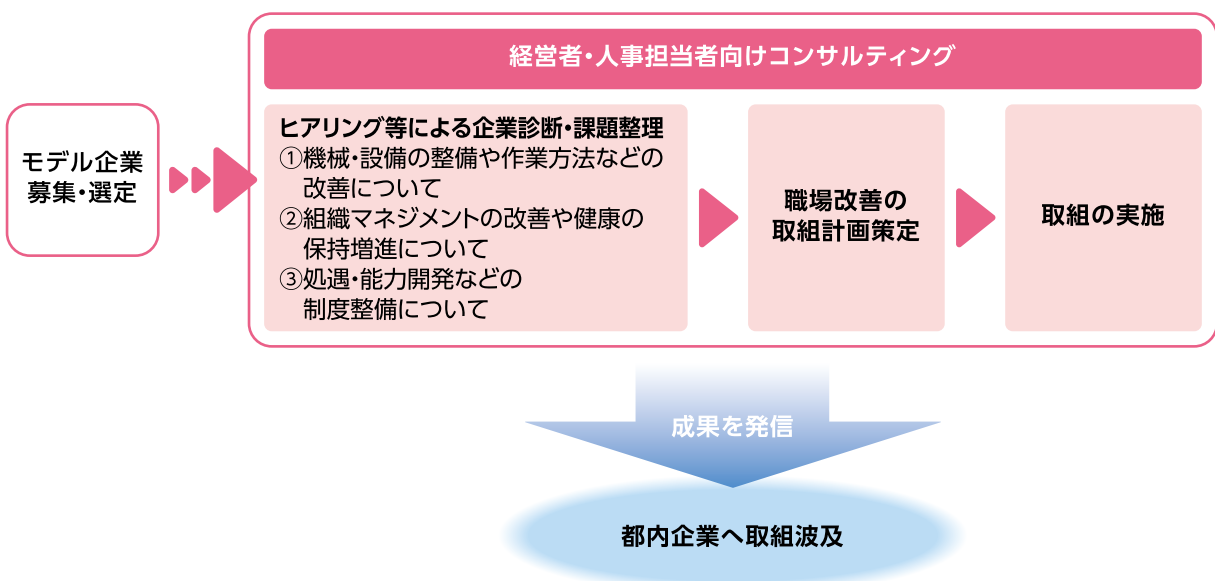 経営者・人事担当者向けコンサルティング
モデル企業
募集・選定
ヒアリング等による企業診断・課題整理
①機械・設備の整備や作業方法などの
改善について
②組織マネジメントの改善や健康の
保持増進について
③処遇・能力開発などの
制度整備について
職場改善の
取組計画策定
取組の実施
成果を発信
都内企業へ取組波及